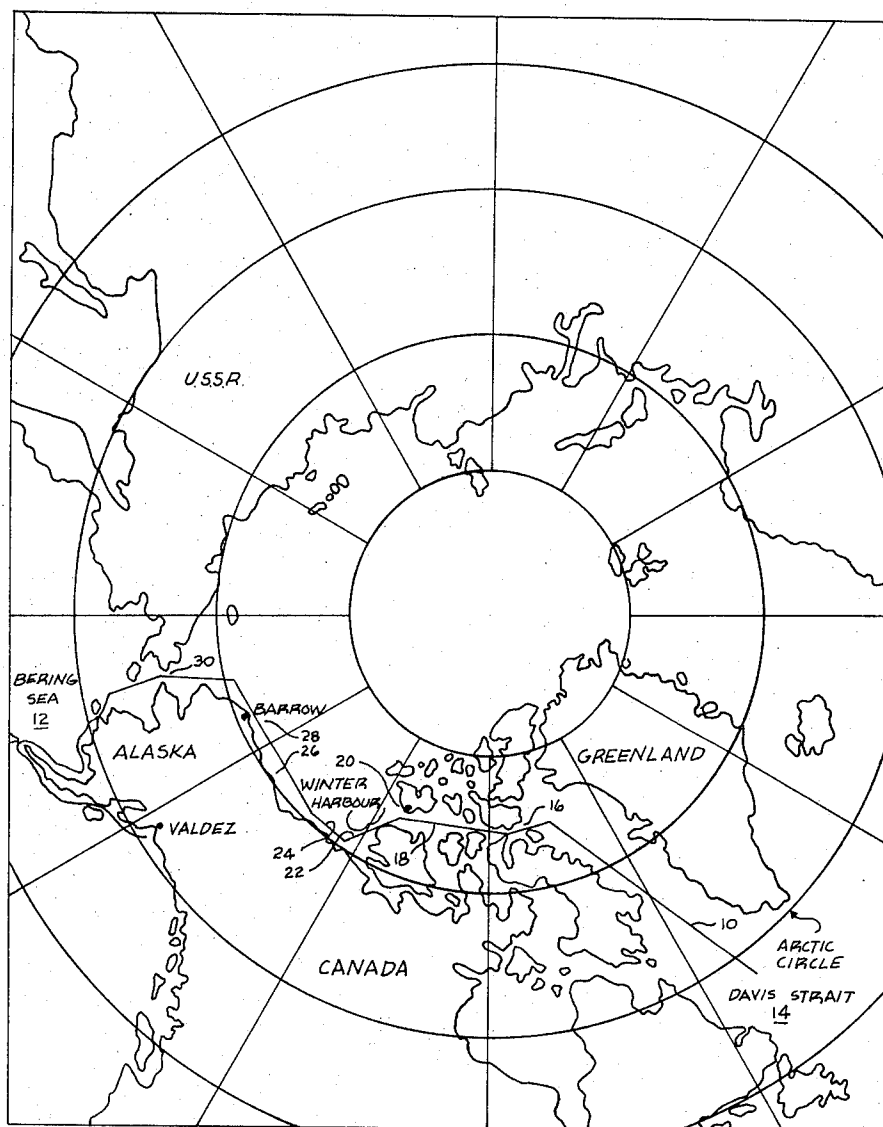 U.S.S.R.
30
BERING
SEA
12
BARROW
28
ALASKA
26
20
GREENLAND
WINTER
HARBOUR
16
VALDEZ
24
18
22
10
ARCTIC
CIRCLE
CANADA
DAVIS STRAIT
14